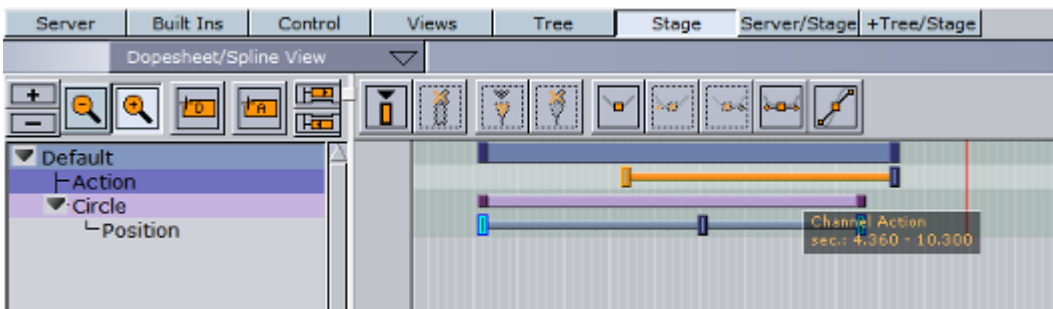 Server Built Ins Control Views Tree Stage Server/Stage +Tree/Stage
Dopesheet/Spline View
+
D A
−
Default
Action
Circle
Position
Channel Action
sec.: 4.360 - 10.300